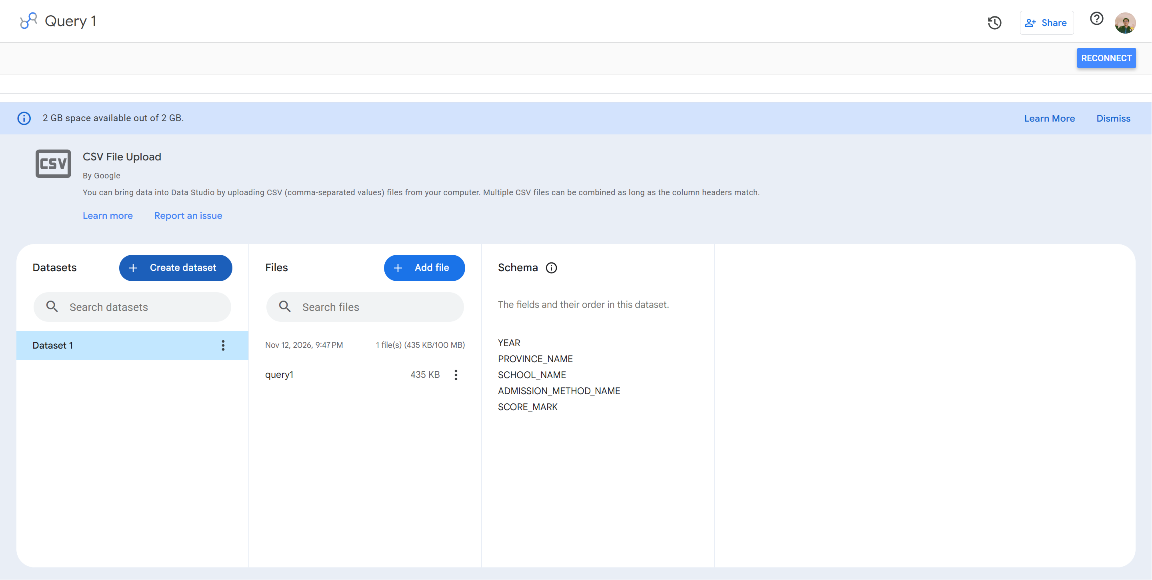 Query 1
Share
RECONNECT
2 GB space available out of 2 GB.
Learn More
Dismiss
CSV
CSV File Upload
By Google
You can bring data into Data Studio by uploading CSV (comma-separated values) files from your computer. Multiple CSV files can be combined as long as the column headers match.
Learn more
Report an issue
Datasets
Create dataset
Search datasets
Dataset 1
Files
Add file
Search files
Nov 12, 2026, 9:47 PM
1 file(s) (435 KB/100 MB)
query1
435 KB
Schema
The fields and their order in this dataset.
YEAR
PROVINCE_NAME
SCHOOL_NAME
ADMISSION_METHOD_NAME
SCORE_MARK